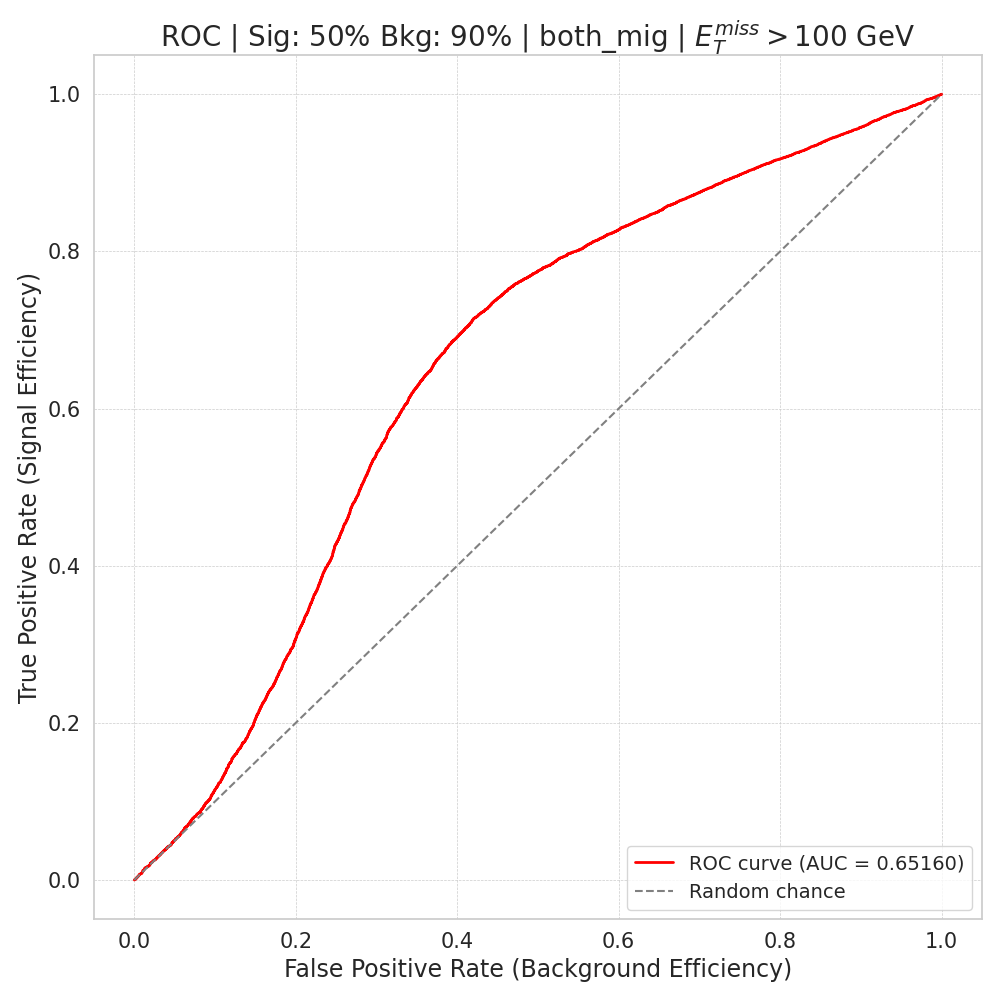 ROC | Sig: 50% Bkg: 90% | both_mig | $E_T^{miss} > 100$ GeV
1.0
0.8
0.6
0.4
0.2
0.0
True Positive Rate (Signal Efficiency)
ROC curve (AUC = 0.65160)
Random chance
0.0 0.2 0.4 0.6 0.8 1.0
False Positive Rate (Background Efficiency)